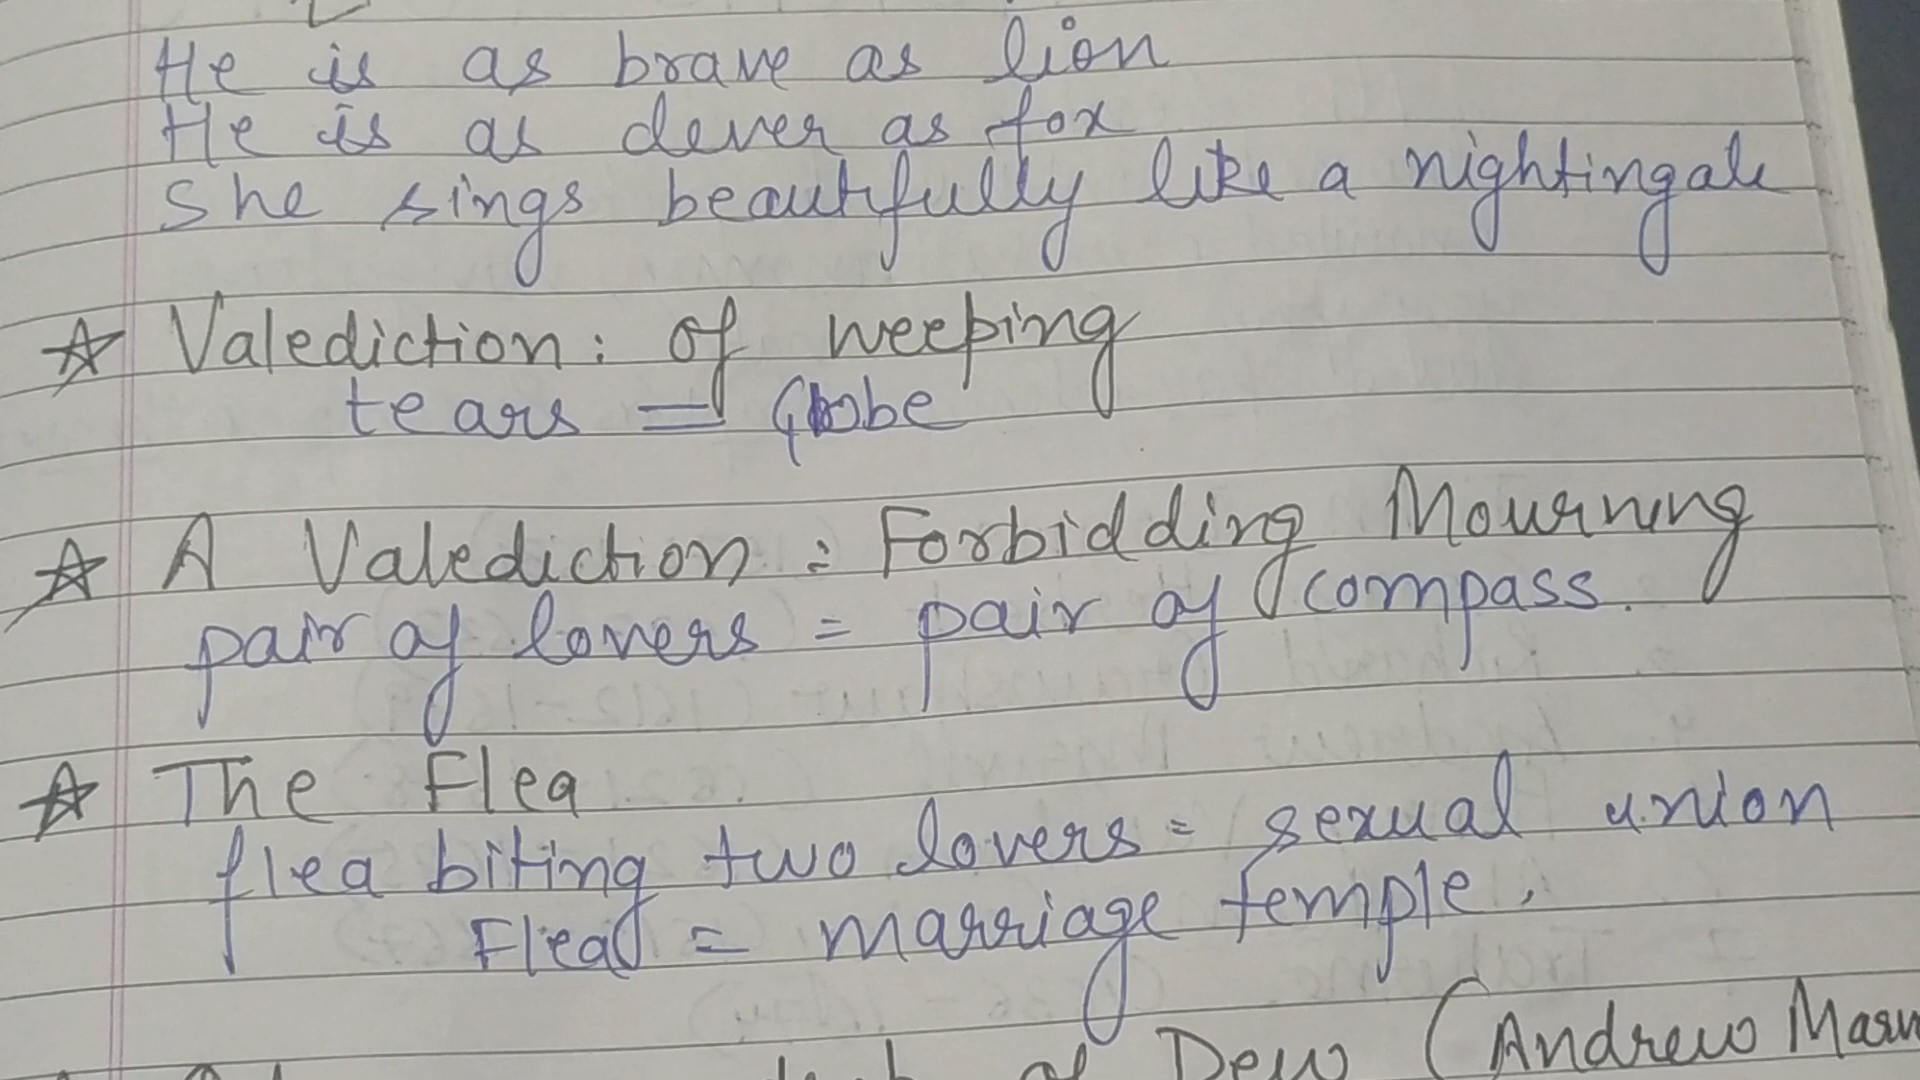 He is as brave as lion
He is as clever as fox
She sings beautifully like a nightingale
☆ Valediction: of weeping
tears = Globe
☆ A Valediction: Forbidding Mourning
pair of lovers = pair of compass.
☆ The Flea
flea biting two lovers = sexual union
Flea = marriage temple.
of Dew (Andrew Marv